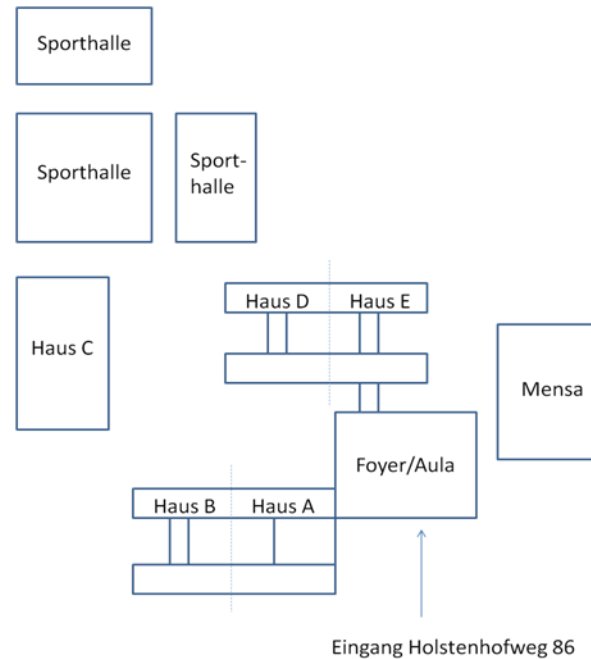 Sporthalle
Sporthalle
Sport-
halle
Haus D
Haus E
Haus C
Mensa
Foyer/Aula
Haus B
Haus A
Eingang Holstenhofweg 86